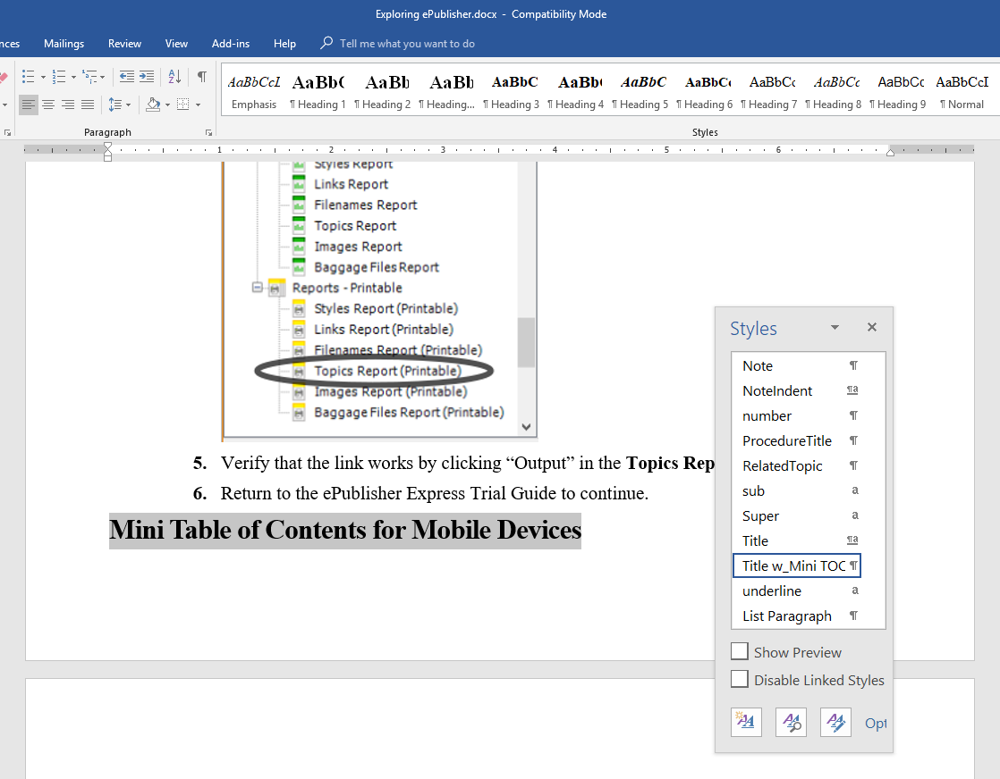 Exploring ePublisher.docx - Compatibility Mode
nces Mailings Review View Add-ins Help Tell me what you want to do
AaBbCcI AaBb( AaBb AaBb AaBbC AaBb( AaBbC AaBbCc AaBbCc AaBbCc AaBbCc AaBbCcI
Emphasis ¶ Heading 1 ¶ Heading 2 ¶ Heading... ¶ Heading 3 ¶ Heading 4 ¶ Heading 5 ¶ Heading 6 ¶ Heading 7 ¶ Heading 8 ¶ Heading 9 ¶ Normal
Paragraph Styles
1 2 3 4 5 6
Styles Report
Links Report
Filenames Report
Topics Report
Images Report
Baggage Files Report
Reports - Printable
Styles Report (Printable)
Links Report (Printable)
Filenames Report (Printable)
Topics Report (Printable)
Images Report (Printable)
Baggage Files Report (Printable)
5. Verify that the link works by clicking “Output” in the Topics Rep
6. Return to the ePublisher Express Trial Guide to continue.
Mini Table of Contents for Mobile Devices
Styles
Note ¶
NoteIndent ¶a
number ¶
ProcedureTitle ¶
RelatedTopic ¶
sub a
Super a
Title ¶a
Title w_Mini TOC ¶
underline a
List Paragraph ¶
Show Preview
Disable Linked Styles
Opt